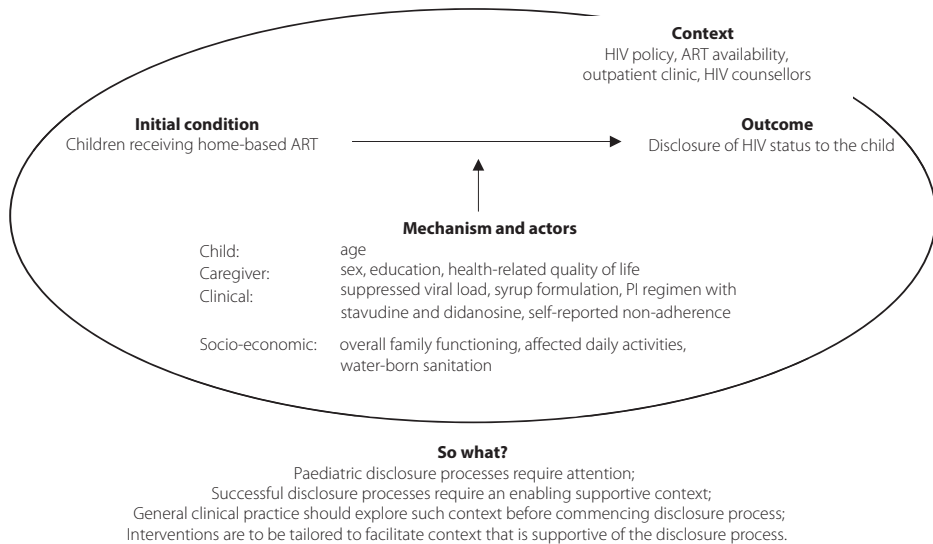 Context
HIV policy, ART availability,
outpatient clinic, HIV counsellors
Initial condition
Children receiving home-based ART
Outcome
Disclosure of HIV status to the child
Mechanism and actors
Child: age
Caregiver: sex, education, health-related quality of life
Clinical: suppressed viral load, syrup formulation, PI regimen with
stavudine and didanosine, self-reported non-adherence
Socio-economic: overall family functioning, affected daily activities,
water-born sanitation
So what?
Paediatric disclosure processes require attention;
Successful disclosure processes require an enabling supportive context;
General clinical practice should explore such context before commencing disclosure process;
Interventions are to be tailored to facilitate context that is supportive of the disclosure process.